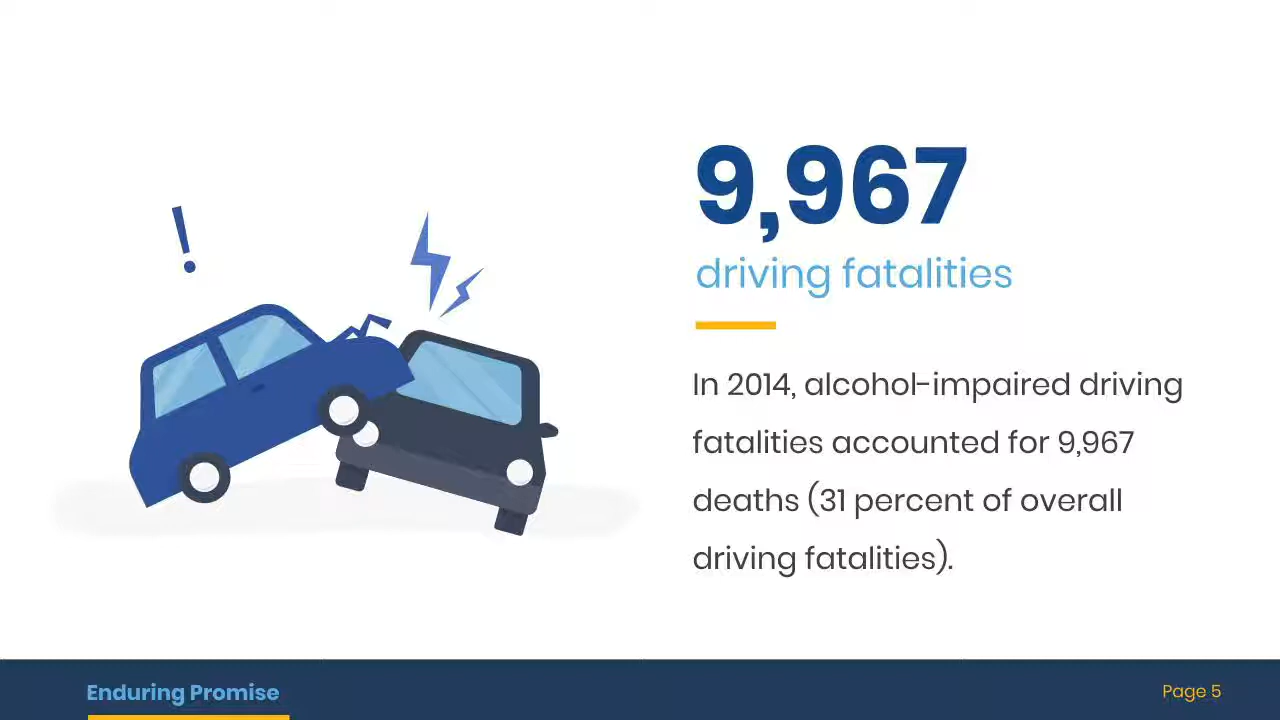 !
9,967
driving fatalities
In 2014, alcohol-impaired driving
fatalities accounted for 9,967
deaths (31 percent of overall
driving fatalities).
Enduring Promise
Page 5